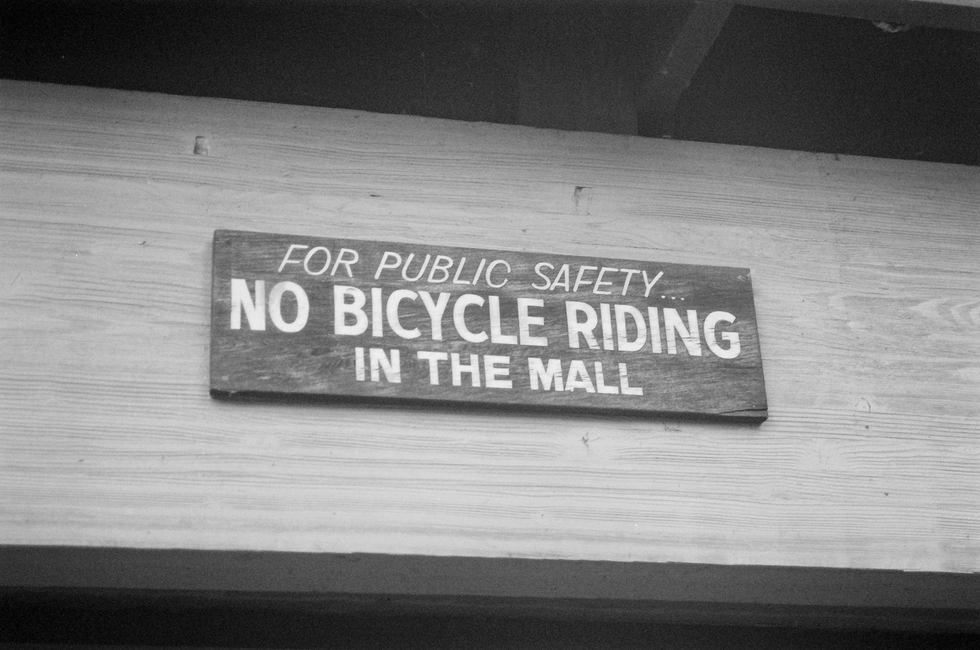 FOR PUBLIC SAFETY...
NO BICYCLE RIDING
IN THE MALL